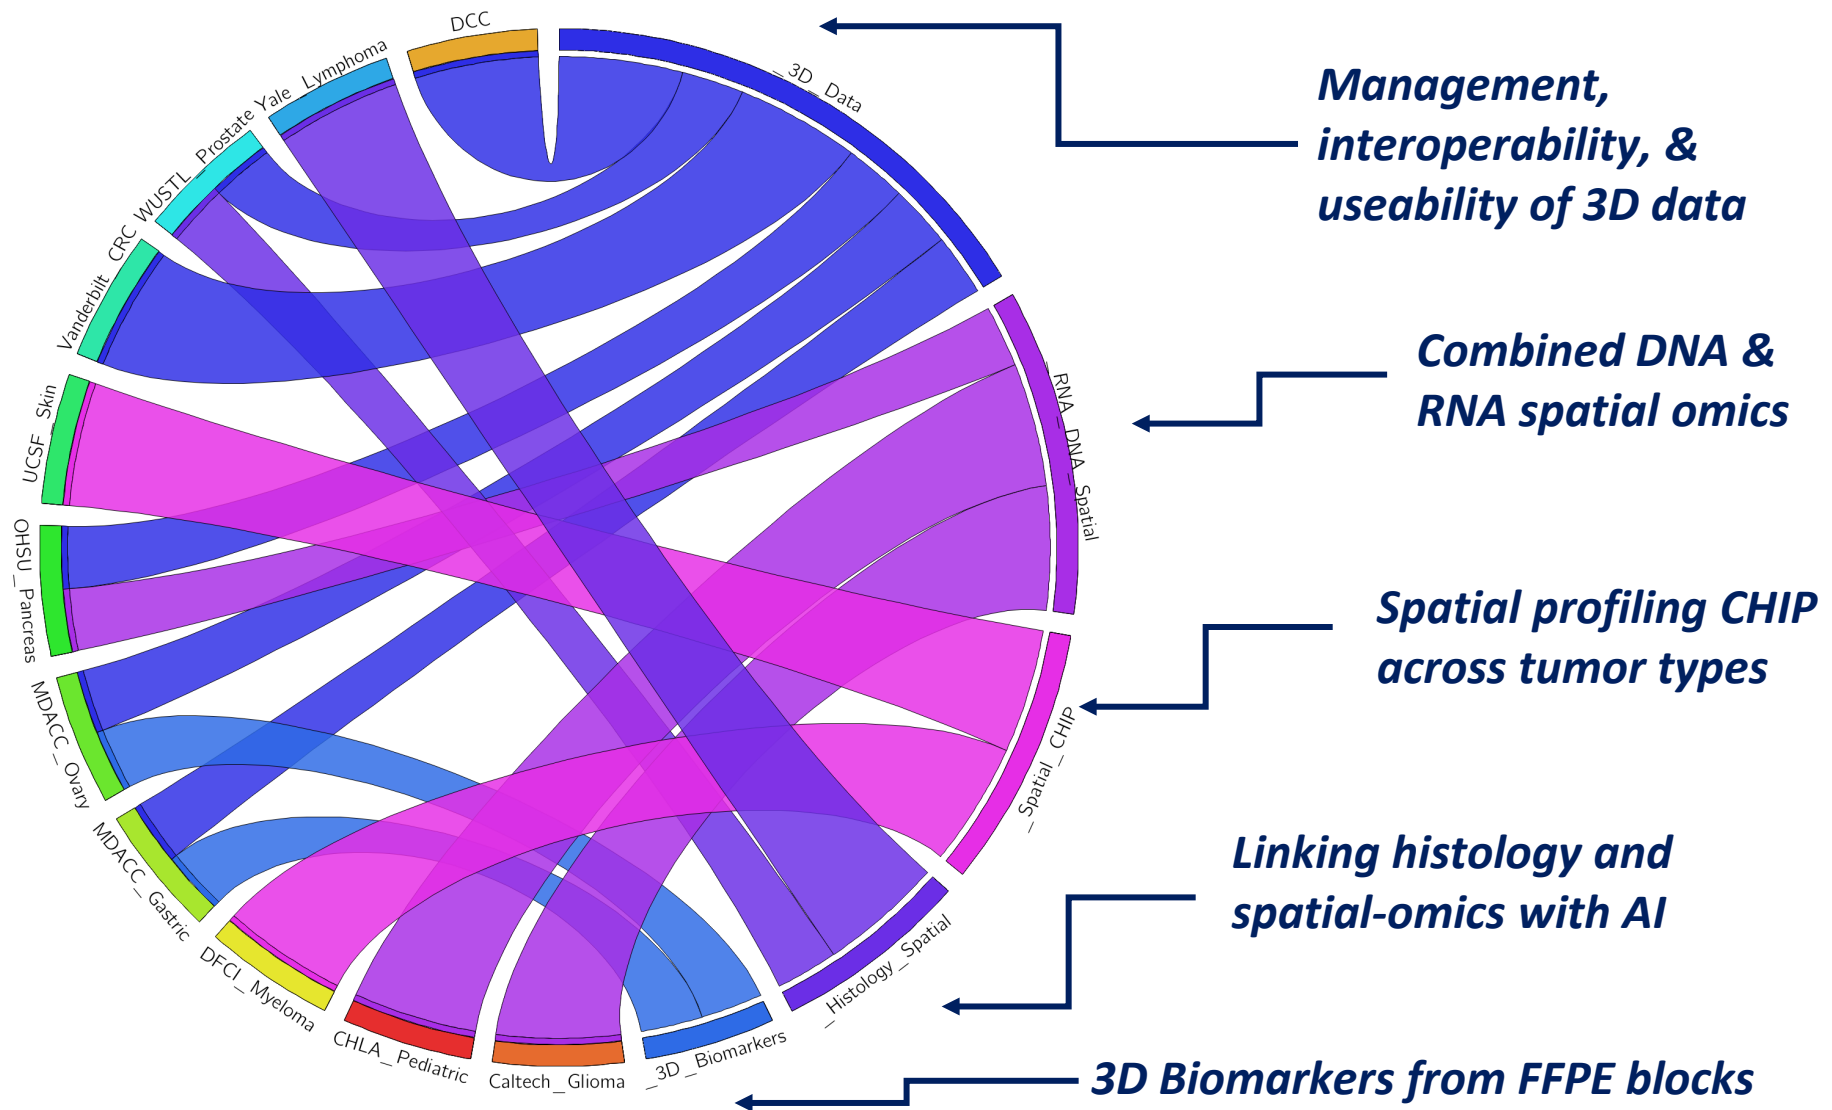 DCC
_3D_Data
Yale_Lymphoma
WUSTL_Prostate
Vanderbilt_CRC
UCSF_Skin
OHSU_Pancreas
MDACC_Ovary
MDACC_Gastric
DFCI_Myeloma
CHLA_Pediatric
Caltech_Glioma
_3D_Biomarkers
_Histology_Spatial
_Spatial_CHIP
_RNA_DNA_Spatial
Management,
interoperability, &
useability of 3D data
Combined DNA &
RNA spatial omics
Spatial profiling CHIP
across tumor types
Linking histology and
spatial-omics with AI
3D Biomarkers from FFPE blocks